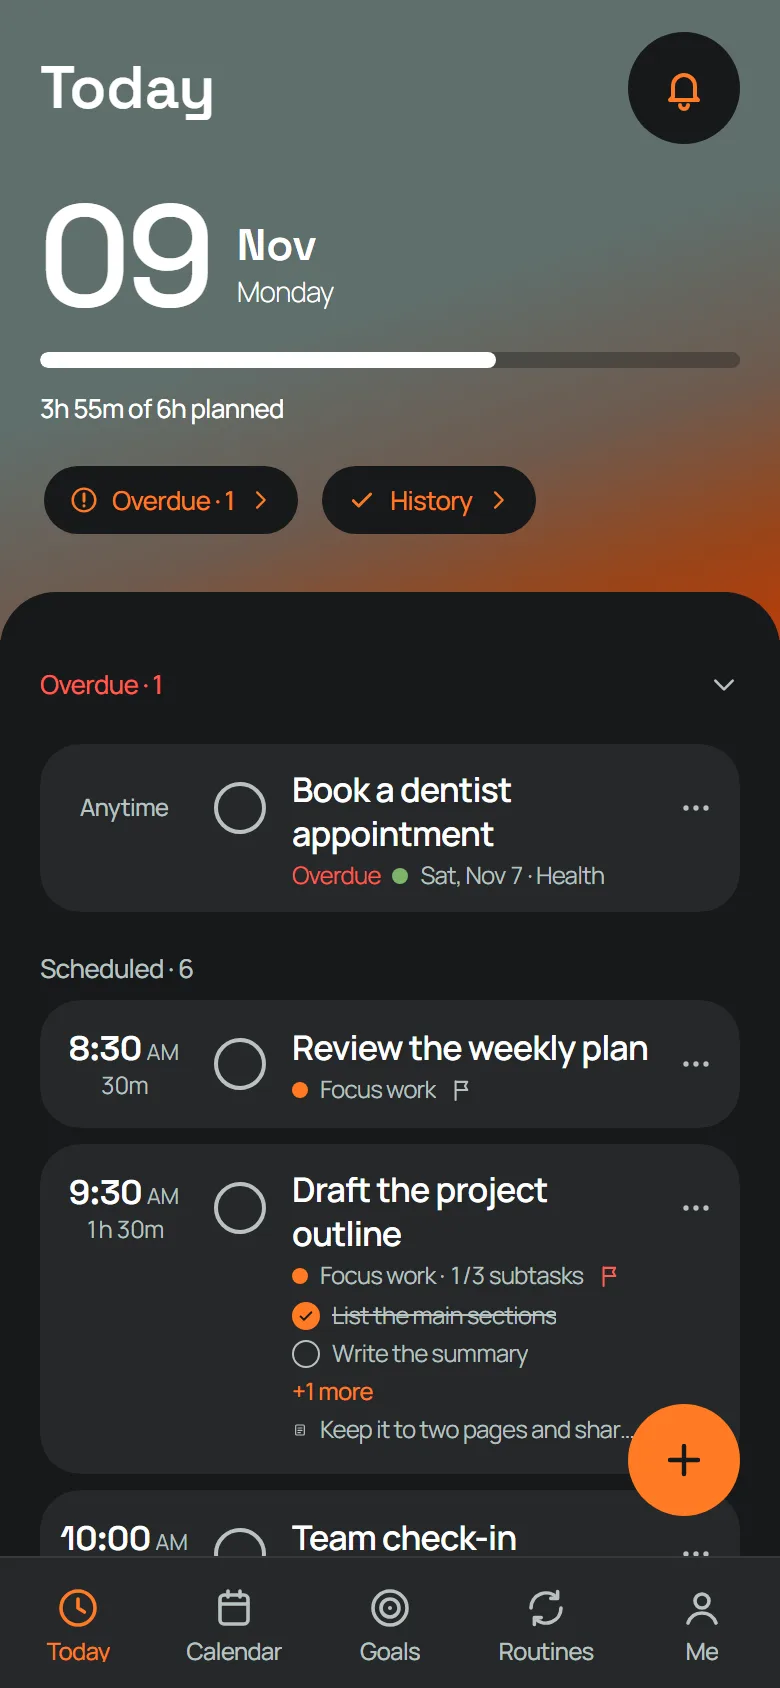 Today
09
Nov
Monday
3h 55m of 6h planned
Overdue · 1
History
Overdue · 1
Anytime
Book a dentist
appointment
Overdue Sat, Nov 7 · Health
Scheduled · 6
8:30 AM
30m
Review the weekly plan
Focus work
9:30 AM
1h 30m
Draft the project
outline
Focus work · 1/3 subtasks
List the main sections
Write the summary
+1 more
Keep it to two pages and shar...
10:00 AM
Team check-in
Today
Calendar
Goals
Routines
Me